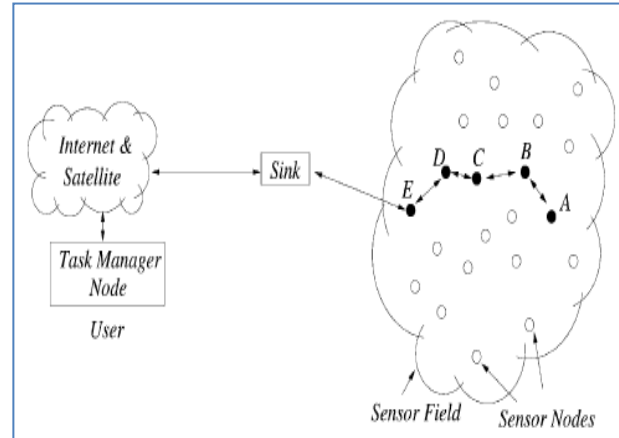 Internet &
Satellite
Sink
Task Manager
Node
User
D
C
B
E
A
Sensor Field
Sensor Nodes